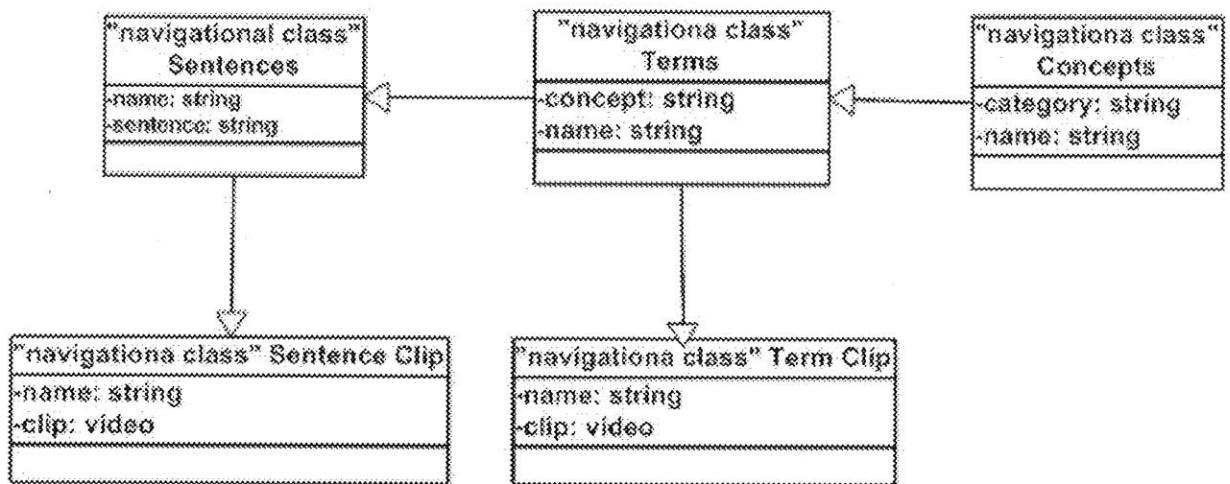 "navigational class"
Sentences
-name: string
-sentence: string
"navigationa class"
Terms
-concept: string
-name: string
"navigationa class"
Concepts
-category: string
-name: string
"navigationa class" Sentence Clip
-name: string
-clip: video
"navigationa class" Term Clip
-name: string
-clip: video